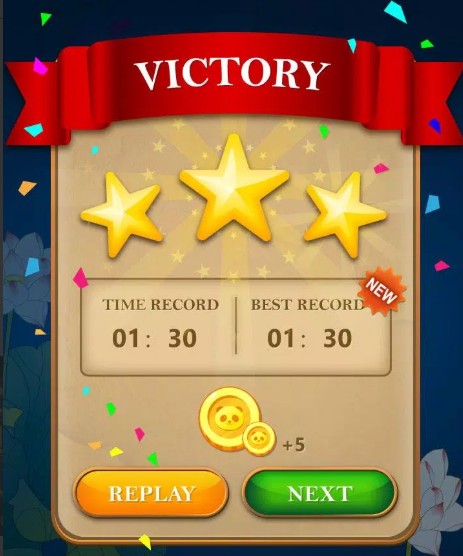 VICTORY
NEW
TIME RECORD
BEST RECORD
01: 30
01: 30
+5
REPLAY
NEXT